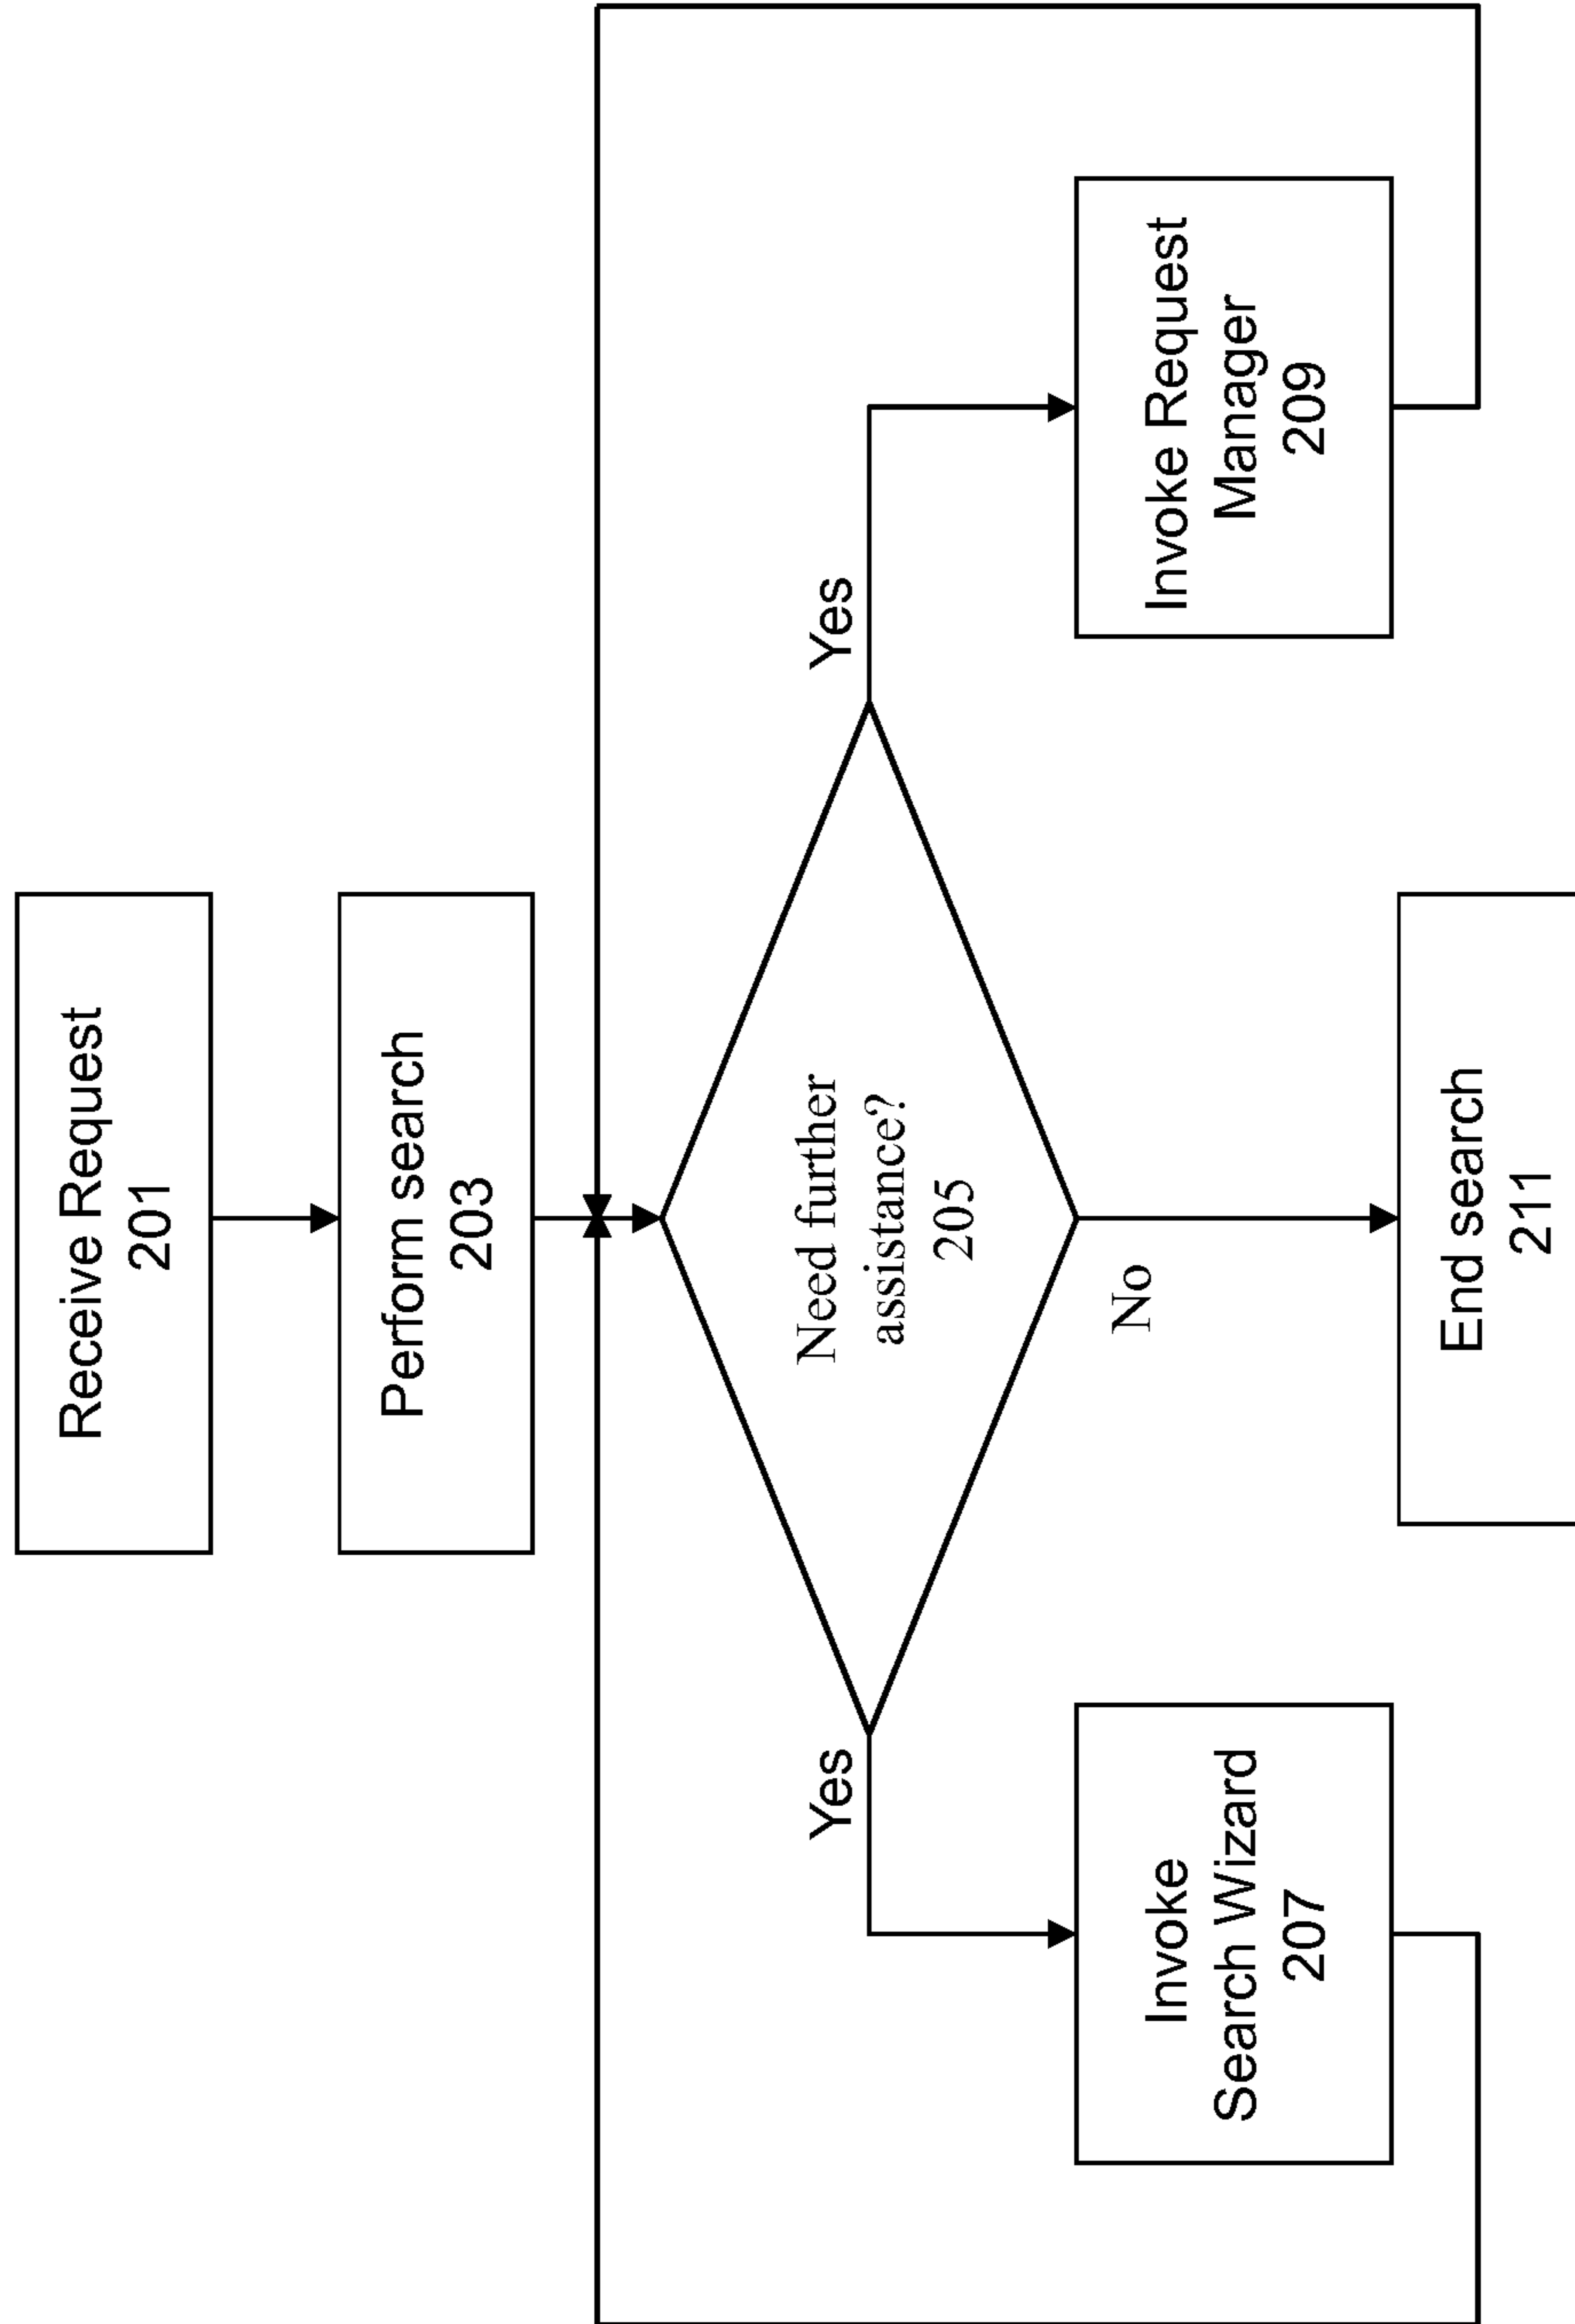 Receive Request
201
Perform search
203
Need further
assistance?
205
Yes
Yes
No
Invoke
Search Wizard
207
Invoke Request
Manager
209
End search
211